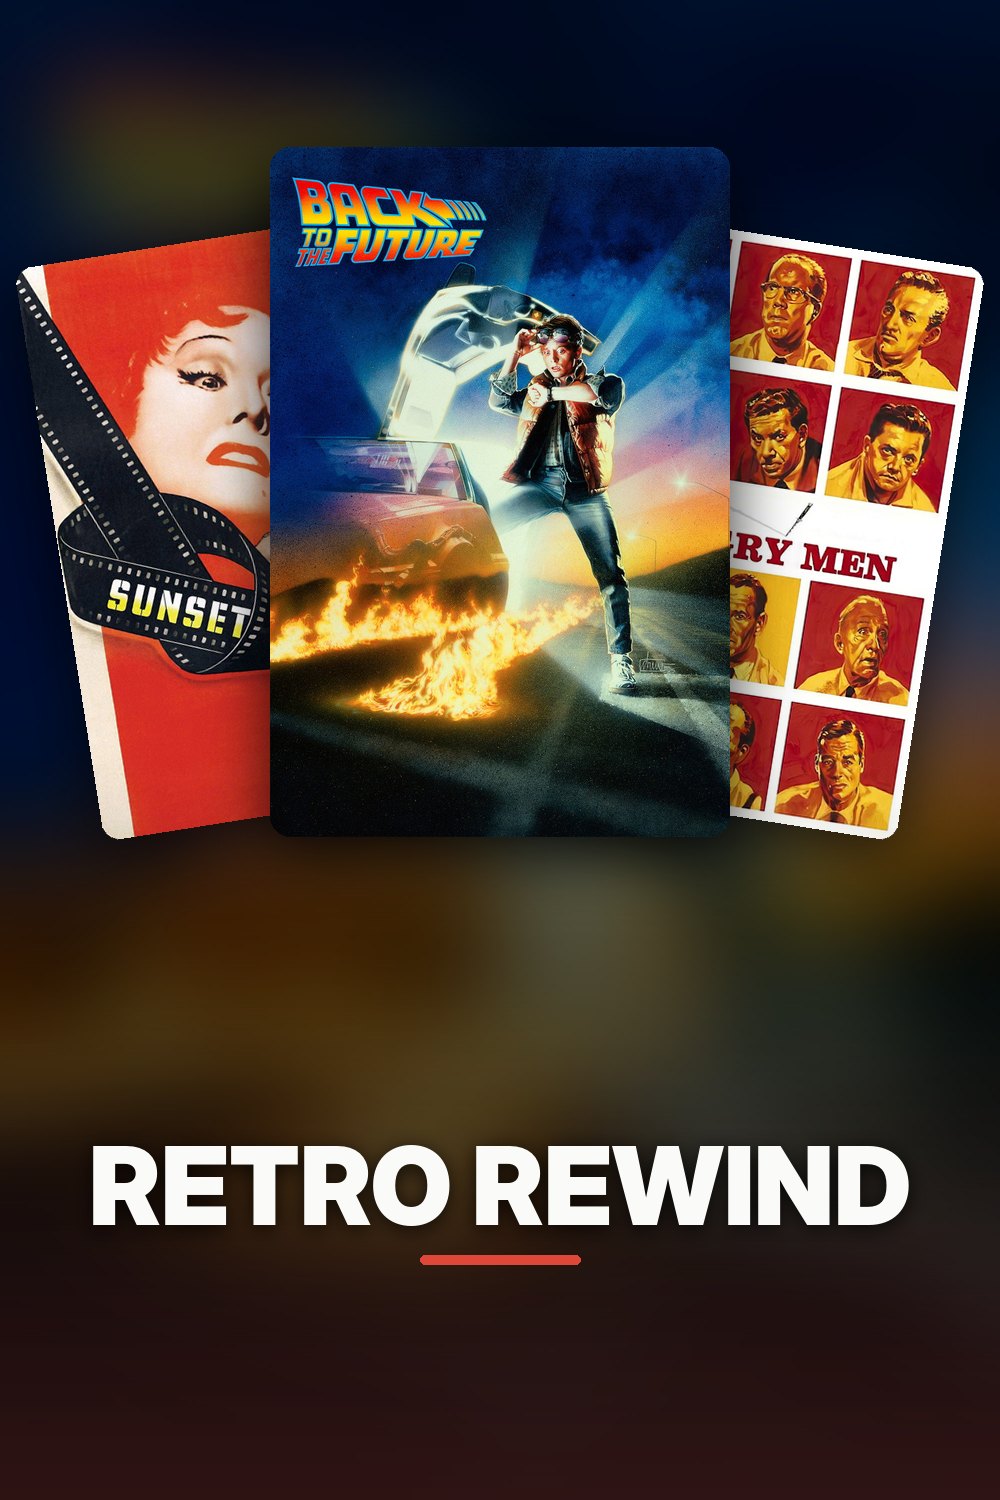 BACK
TO THE FUTURE
SUNSET
RY MEN
RETRO REWIND